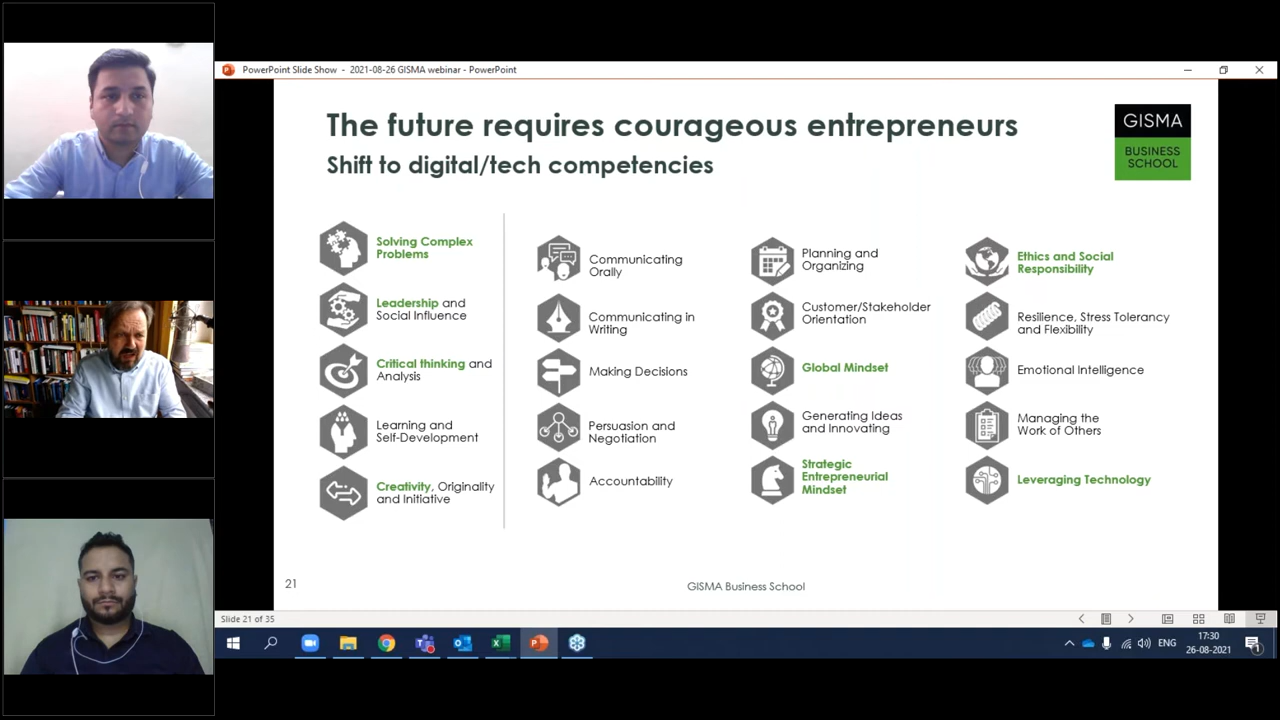 PowerPoint Slide Show - 2021-08-26 GISMA webinar - PowerPoint
The future requires courageous entrepreneurs
Shift to digital/tech competencies
GISMA
BUSINESS
SCHOOL
Solving Complex
Problems
Leadership and
Social Influence
Critical thinking and
Analysis
Learning and
Self-Development
Creativity, Originality
and Initiative
Communicating
Orally
Communicating in
Writing
Making Decisions
Persuasion and
Negotiation
Accountability
Planning and
Organizing
Customer/Stakeholder
Orientation
Global Mindset
Generating Ideas
and Innovating
Strategic
Entrepreneurial
Mindset
Ethics and Social
Responsibility
Resilience, Stress Tolerancy
and Flexibility
Emotional Intelligence
Managing the
Work of Others
Leveraging Technology
21
GISMA Business School
Slide 21 of 35
ENG
17:30
26-08-2021
1